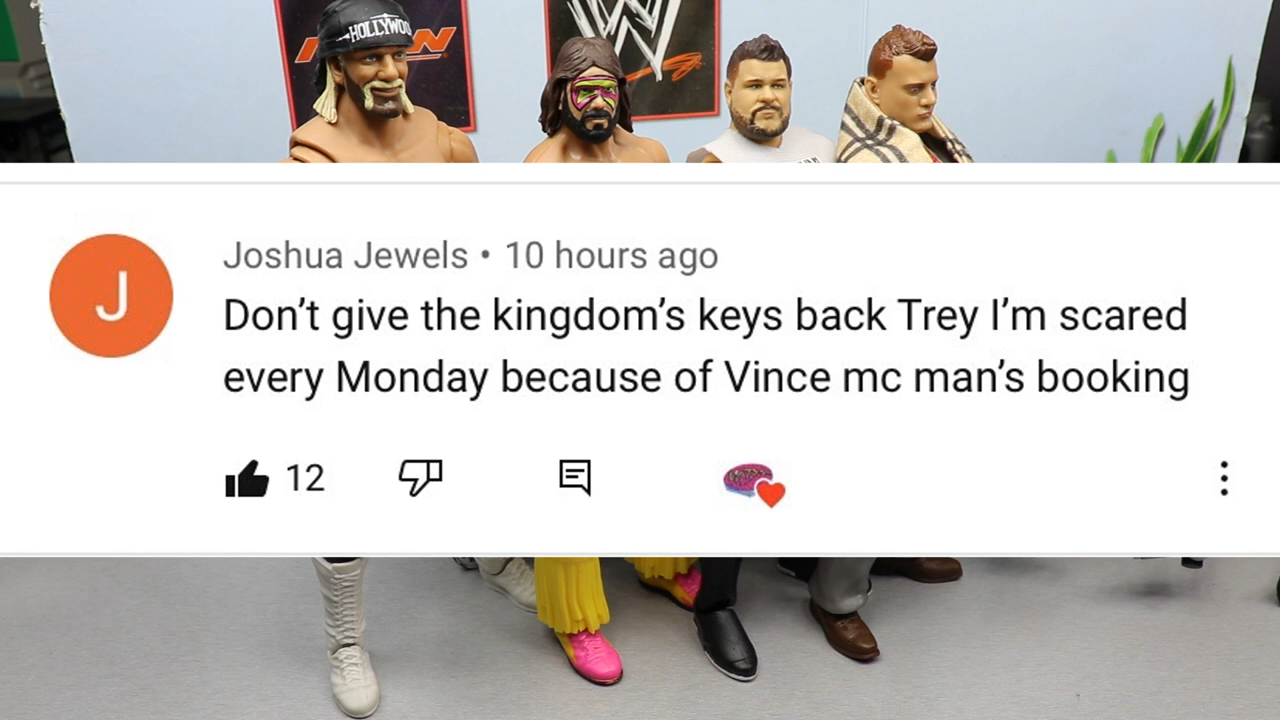 HOLLYWOO
Joshua Jewels • 10 hours ago
J
Don’t give the kingdom’s keys back Trey I’m scared
every Monday because of Vince mc man’s booking
12